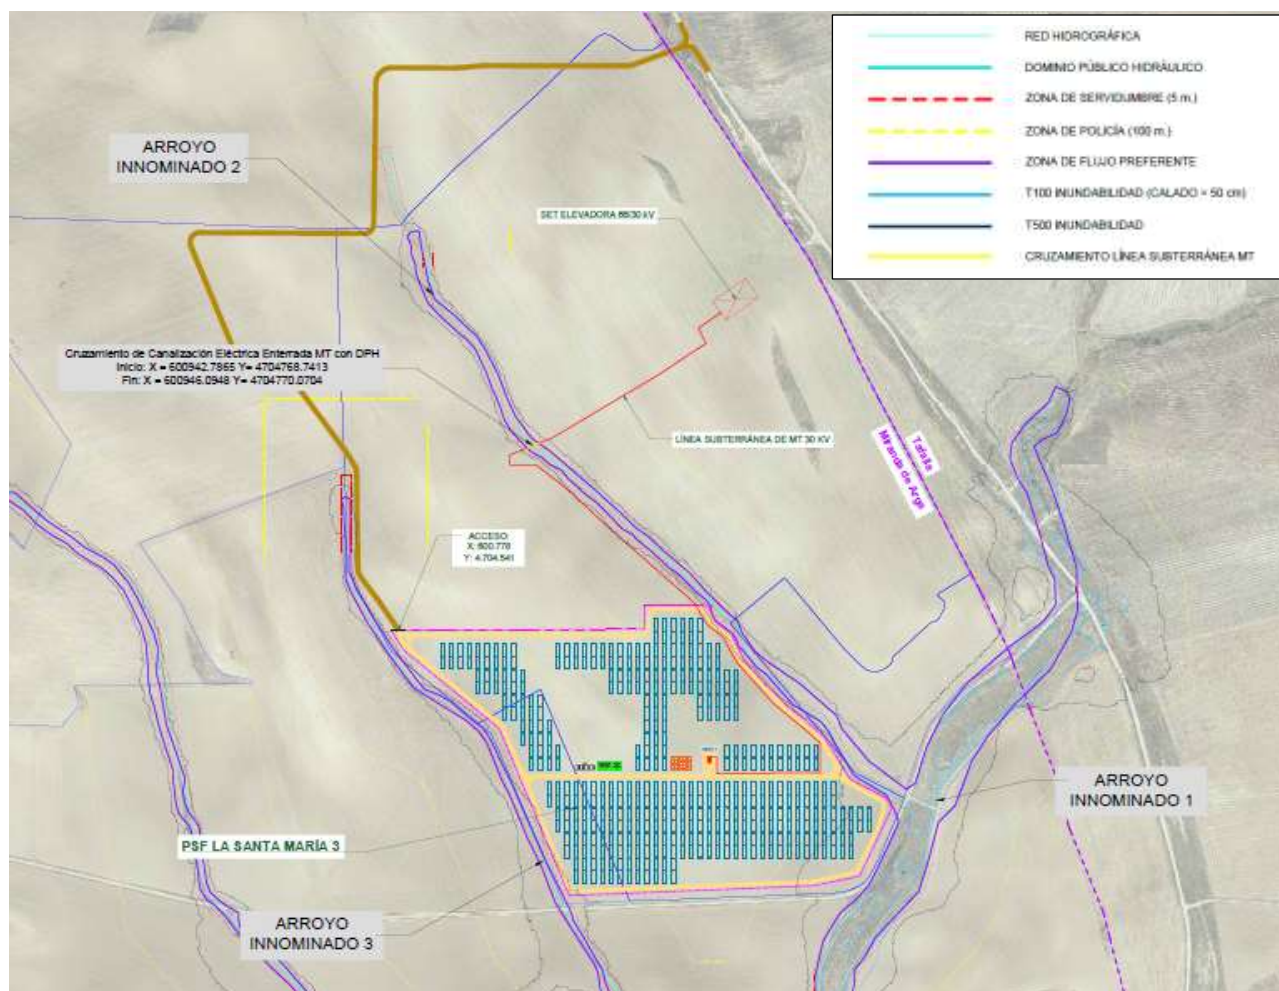 RED HIDROGRÁFICA
DOMINIO PÚBLICO HIDRÁULICO
ZONA DE SERVIDUMBRE (5 m.)
ZONA DE POLICÍA (100 m.)
ZONA DE FLUJO PREFERENTE
T100 INUNDABILIDAD (CALADO = 50 cm)
T500 INUNDABILIDAD
CRUZAMIENTO LÍNEA SUBTERRÁNEA MT
ARROYO
INNOMINADO 2
SET ELEVADORA 66/30 kV
Cruzamiento de Canalización Eléctrica Enterrada MT con DPH
Inicio: X = 600942.7865 Y= 4704768.7413
Fin: X = 600946.0948 Y= 4704770.0704
LÍNEA SUBTERRÁNEA DE MT 30 KV
Tafalla
Miranda de Arga
ACCESO:
X: 600.778
Y: 4.704.541
ARROYO
INNOMINADO 1
PSF LA SANTA MARÍA 3
ARROYO
INNOMINADO 3